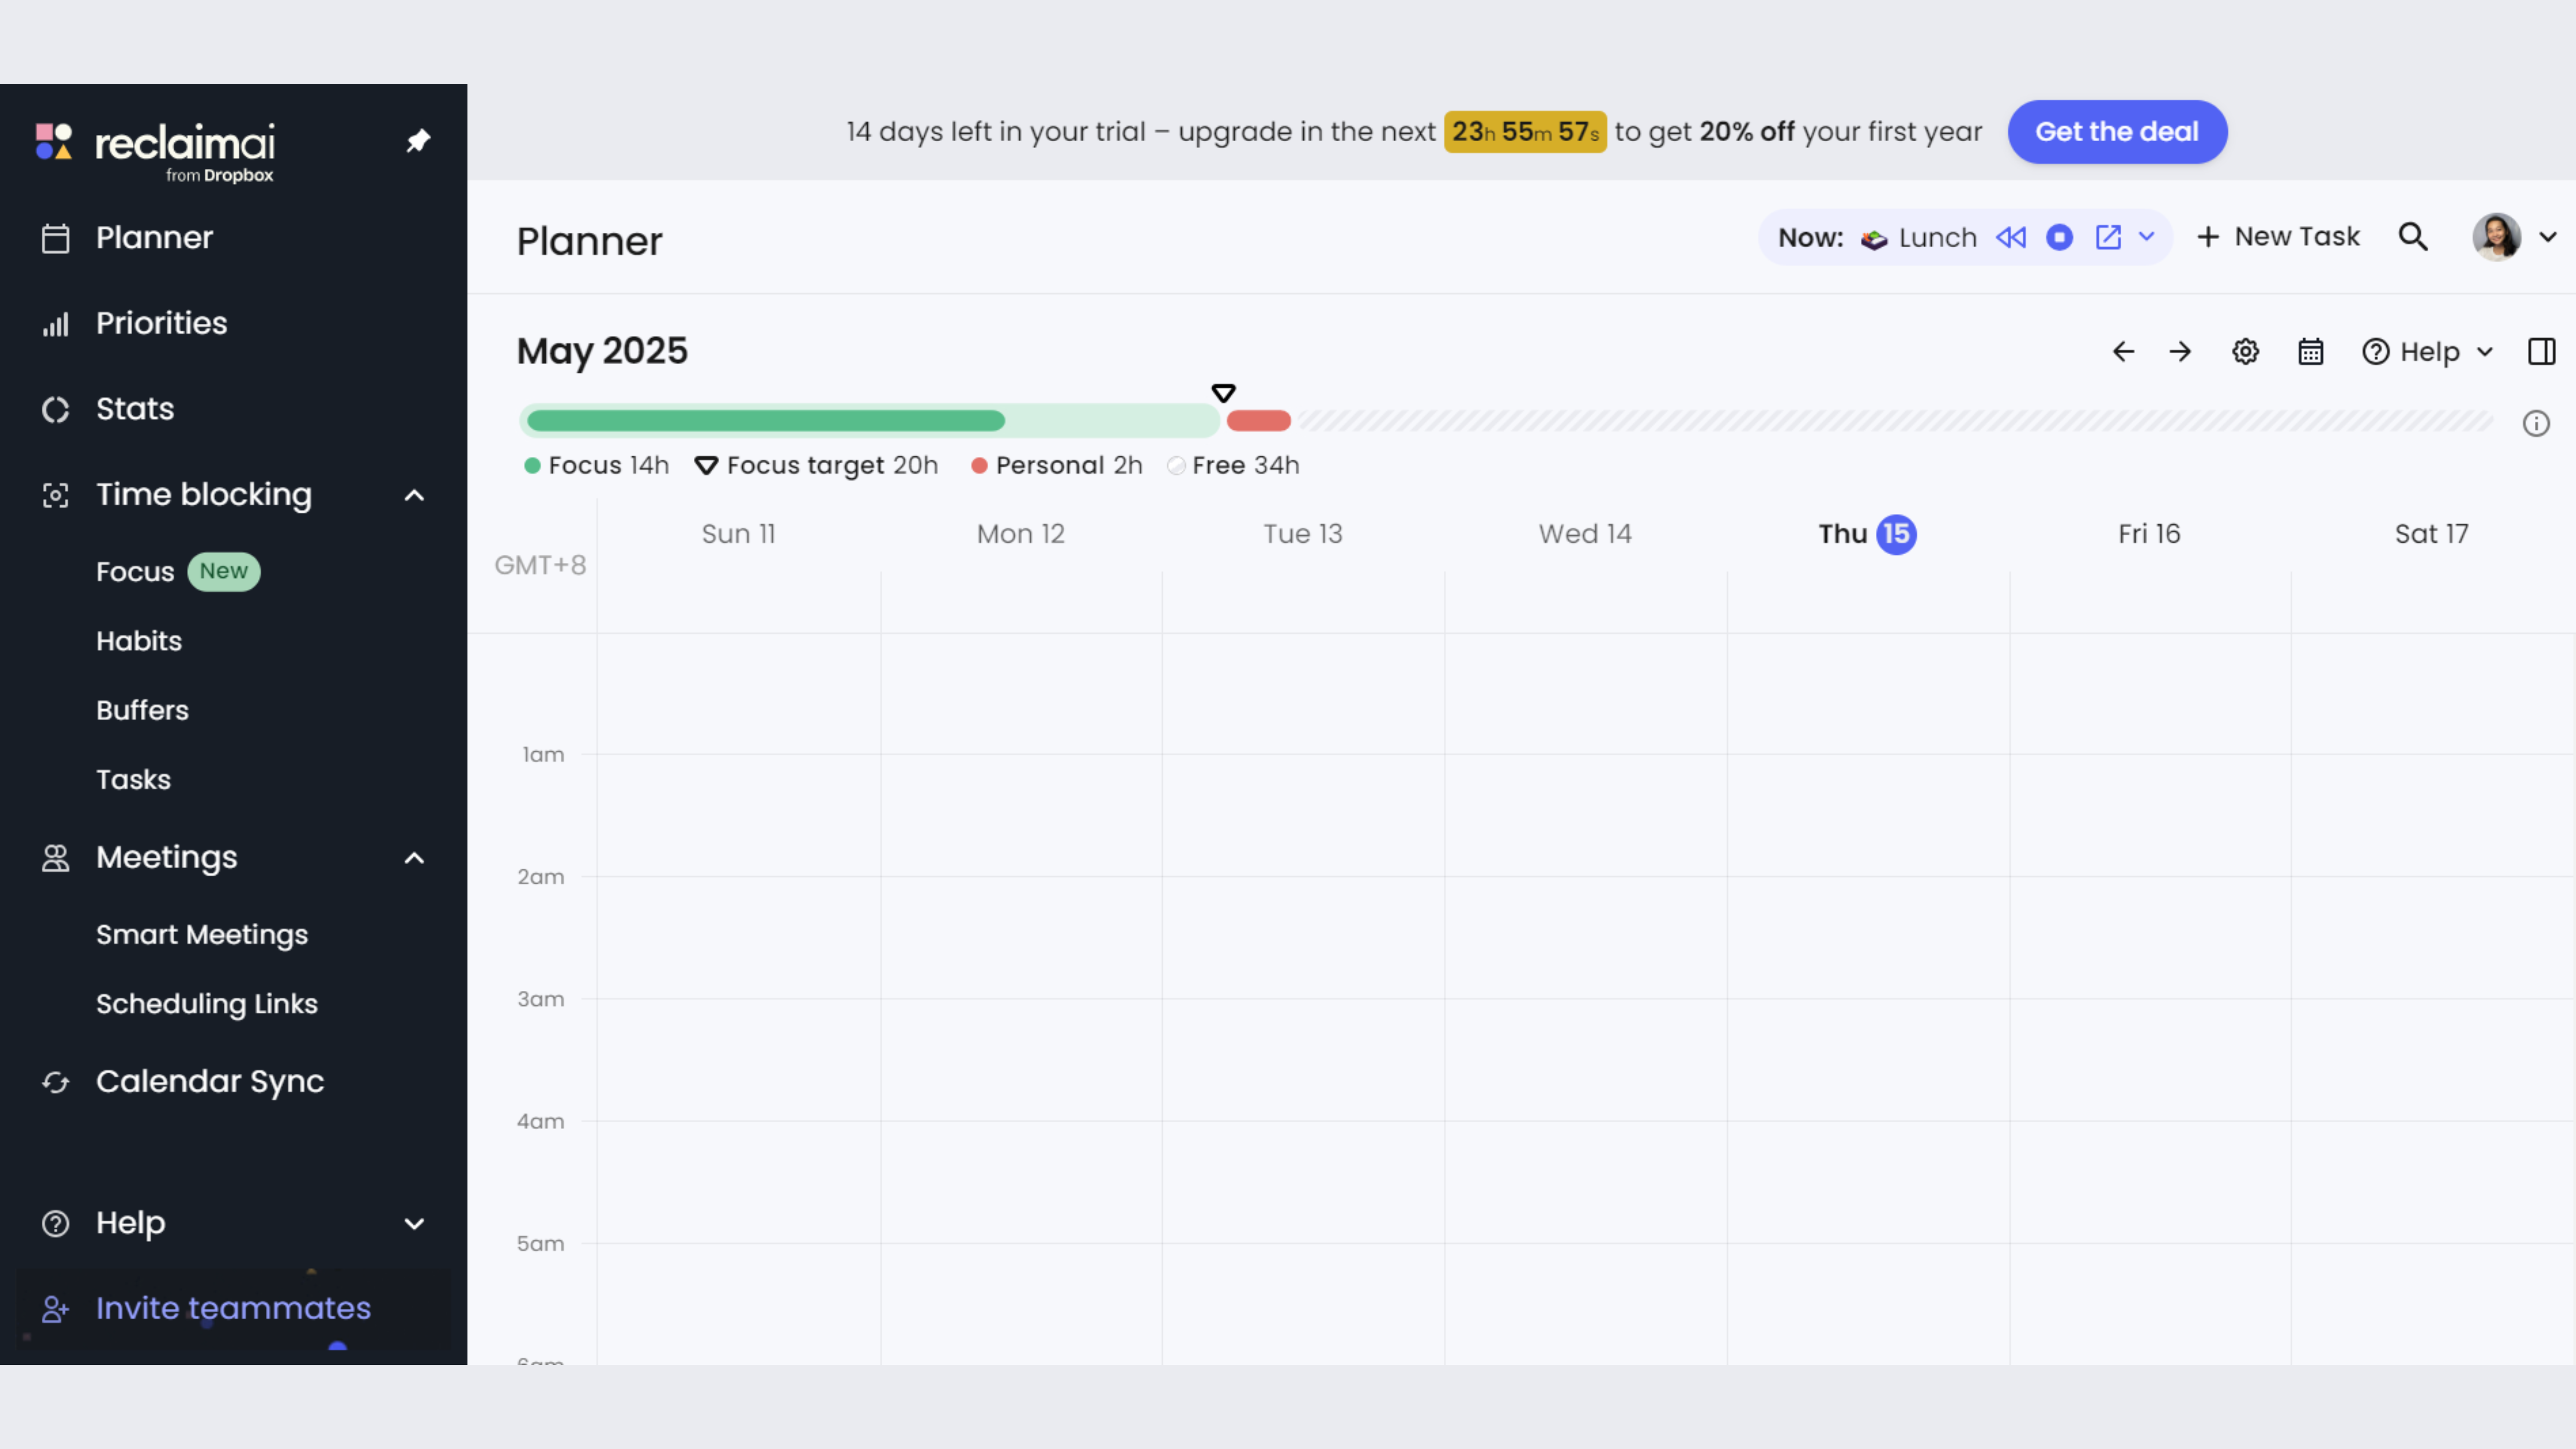 reclaimai
from Dropbox
Planner
Priorities
Stats
Time blocking
Focus New
Habits
Buffers
Tasks
Meetings
Smart Meetings
Scheduling Links
Calendar Sync
Help
Invite teammates
14 days left in your trial – upgrade in the next 23h 55m 57s to get 20% off your first year Get the deal
Planner
Now: Lunch
+ New Task
May 2025
Help
Focus 14h Focus target 20h Personal 2h Free 34h
Sun 11 Mon 12 Tue 13 Wed 14 Thu 15 Fri 16 Sat 17
GMT+8
1am
2am
3am
4am
5am
6am